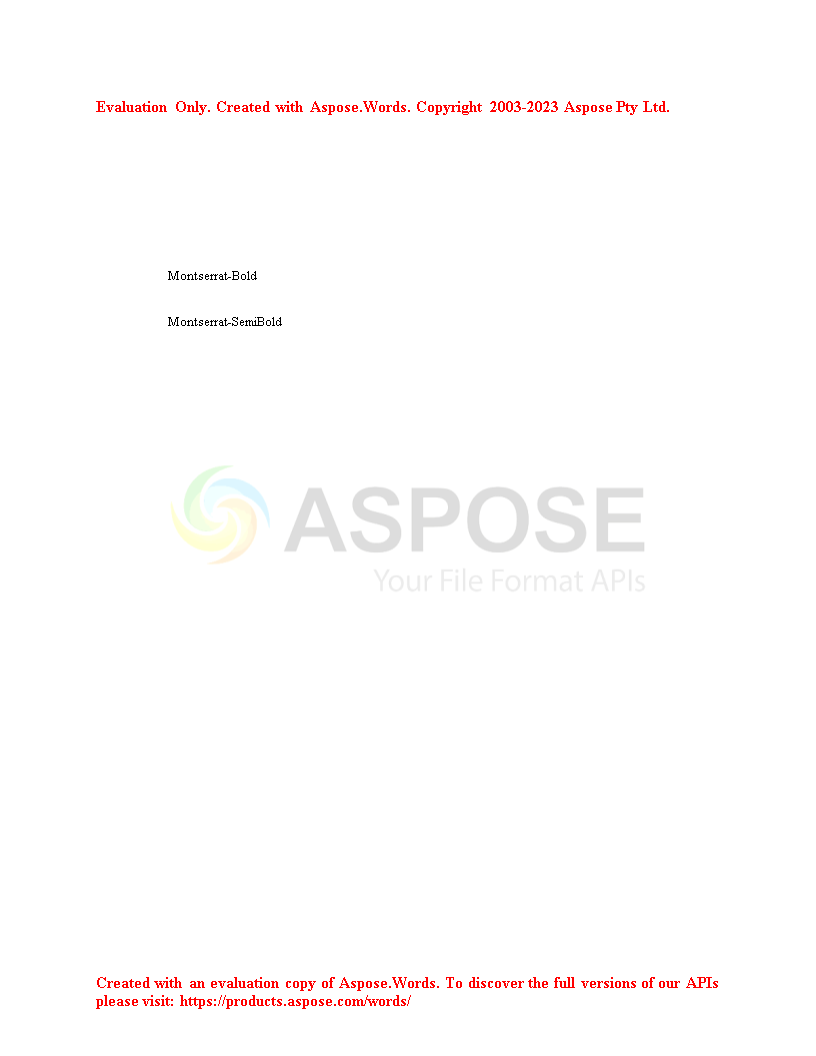 Evaluation Only. Created with Aspose.Words. Copyright 2003-2023 Aspose Pty Ltd.
Montserrat-Bold
Montserrat-SemiBold
ASPOSE
Your File Format APIs
Created with an evaluation copy of Aspose.Words. To discover the full versions of our APIs
please visit: https://products.aspose.com/words/